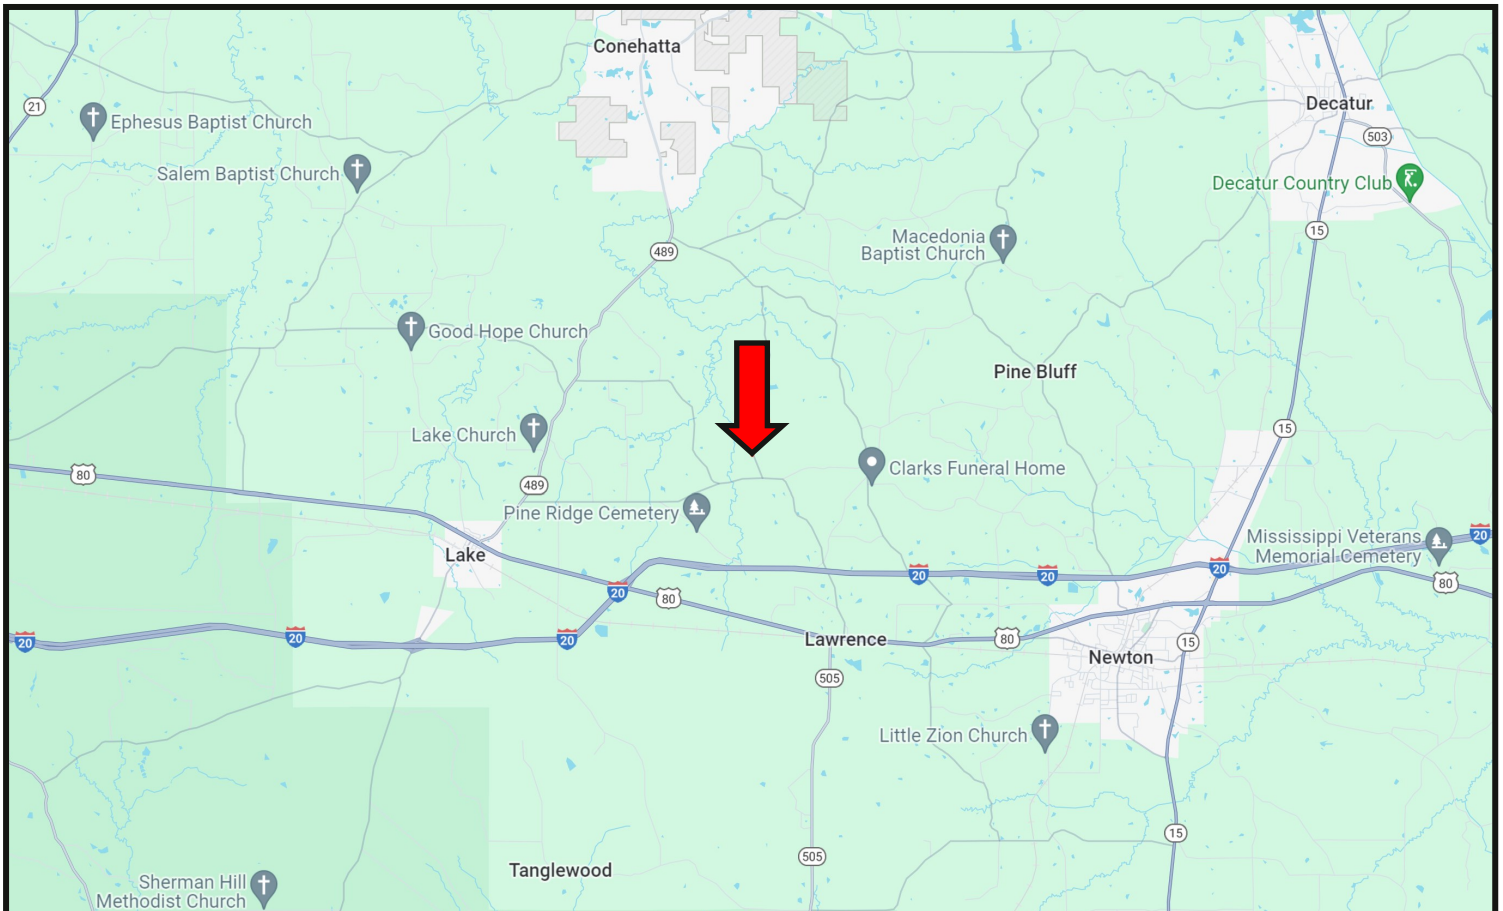 Conehatta
21
Ephesus Baptist Church
Decatur
503
Salem Baptist Church
Decatur Country Club
15
Macedonia
Baptist Church
489
Good Hope Church
Pine Bluff
15
Lake Church
Clarks Funeral Home
80
489
Pine Ridge Cemetery
Mississippi Veterans
Memorial Cemetery
20
Lake
20
20
20
80
20
80
20
20
20
Lawrence
80
15
Newton
505
Little Zion Church
15
505
Tanglewood
Sherman Hill
Methodist Church